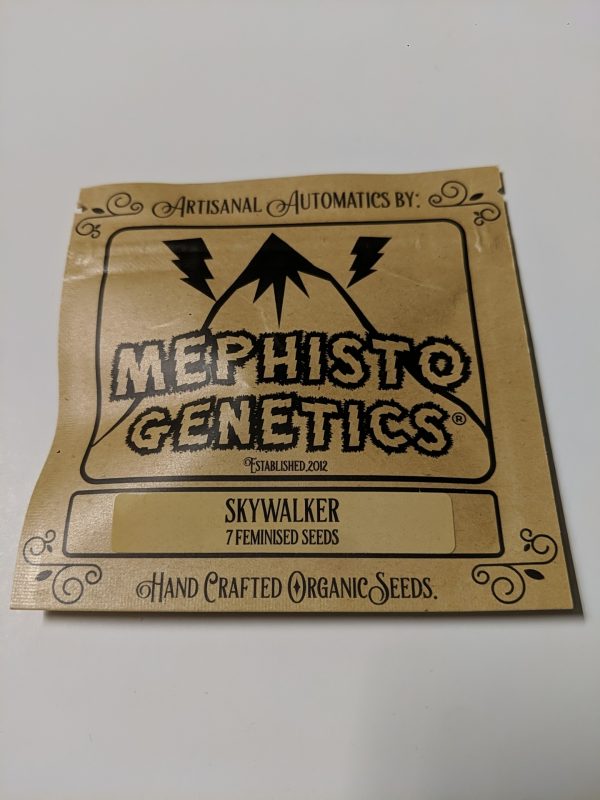 Artisanal Automatics by:
MEPHISTO
GENETICS®
Established 2012
SKYWALKER
7 FEMINISED SEEDS
Hand Crafted Organic Seeds.